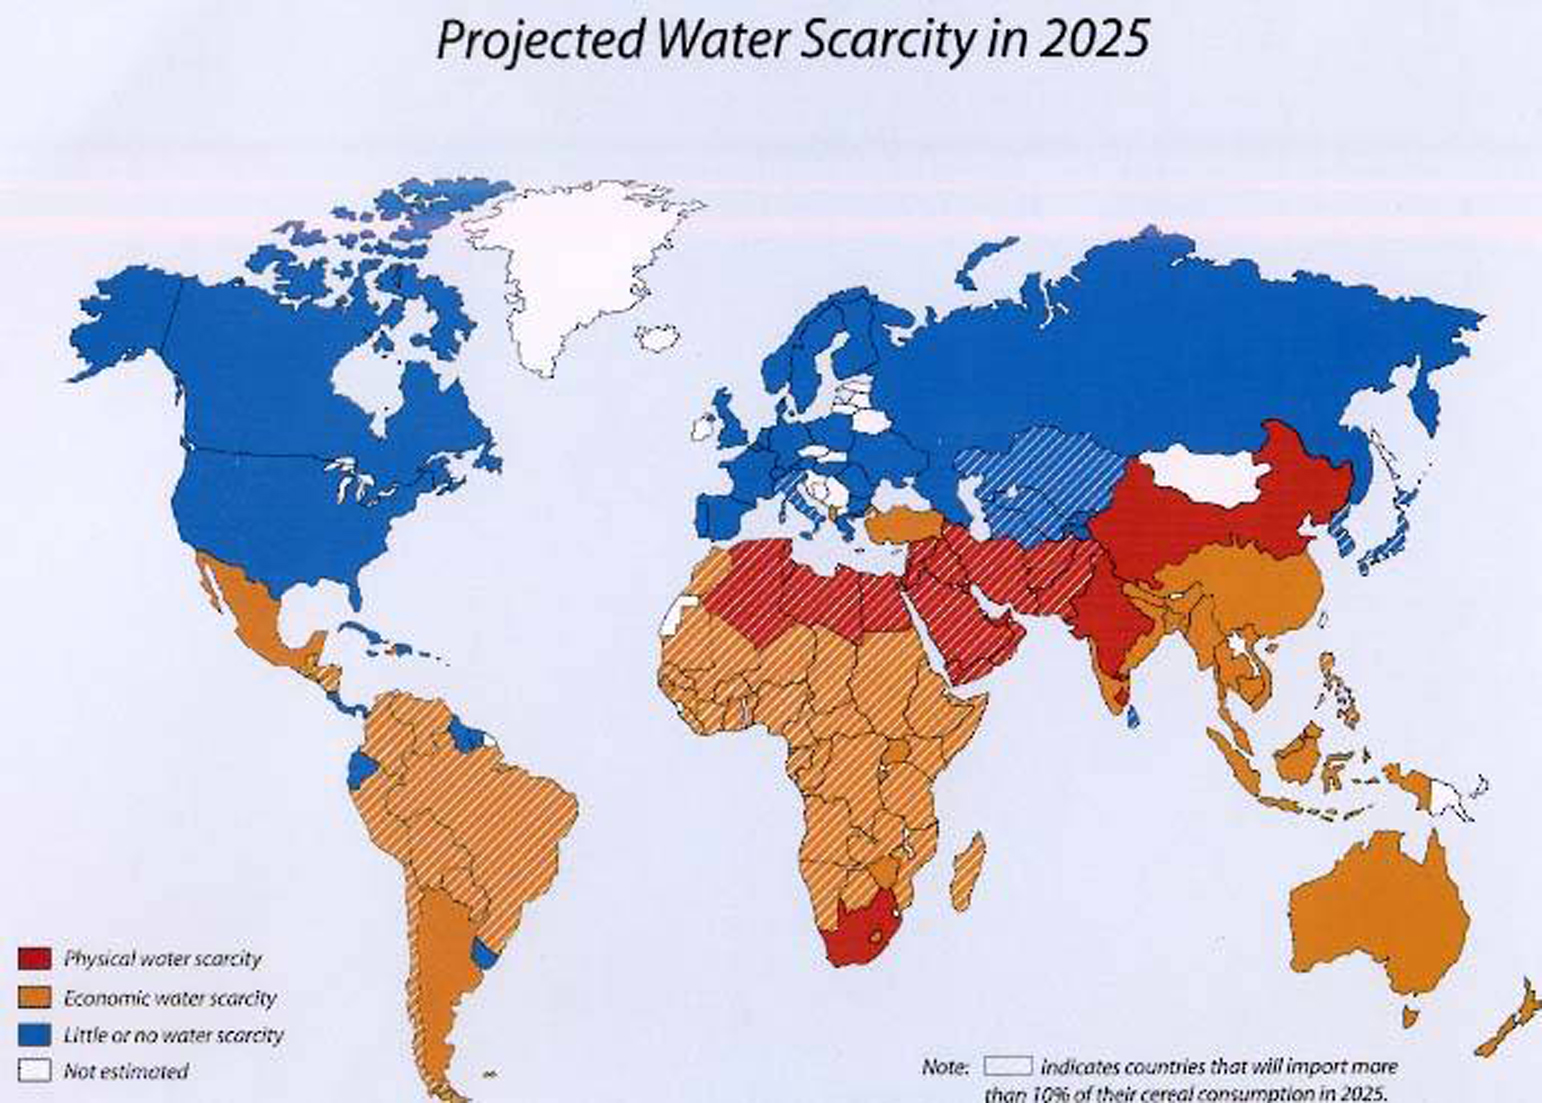 Projected Water Scarcity in 2025
Physical water scarcity
Economic water scarcity
Little or no water scarcity
Not estimated
Note: indicates countries that will import more
than 10% of their cereal consumption in 2025.